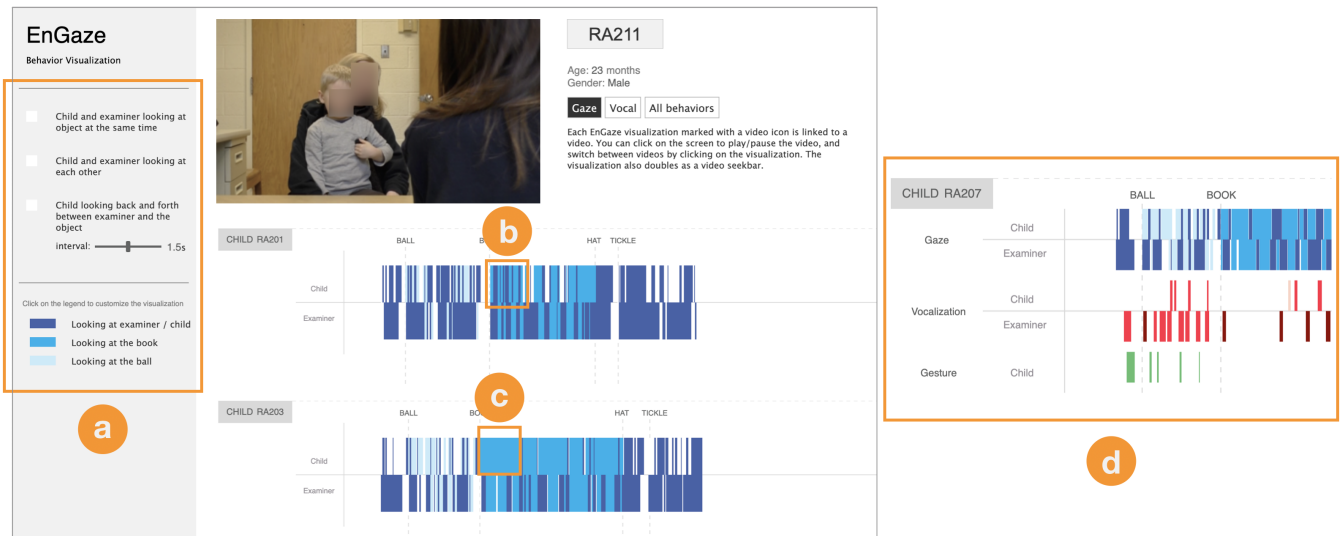 EnGaze
Behavior Visualization
Child and examiner looking at
object at the same time
Child and examiner looking at
each other
Child looking back and forth
between examiner and the
object
interval: 1.5s
Click on the legend to customize the visualization
Looking at examiner / child
Looking at the book
Looking at the ball
a
RA211
Age: 23 months
Gender: Male
Gaze Vocal All behaviors
Each EnGaze visualization marked with a video icon is linked to a
video. You can click on the screen to play/pause the video, and
switch between videos by clicking on the visualization. The
visualization also doubles as a video seekbar.
b
CHILD RA201
BALL HAT TICKLE
Child
Examiner
c
CHILD RA203
BALL HAT TICKLE
Child
Examiner
CHILD RA207
BALL BOOK
Gaze
Child
Examiner
Vocalization
Child
Examiner
Gesture
Child
d